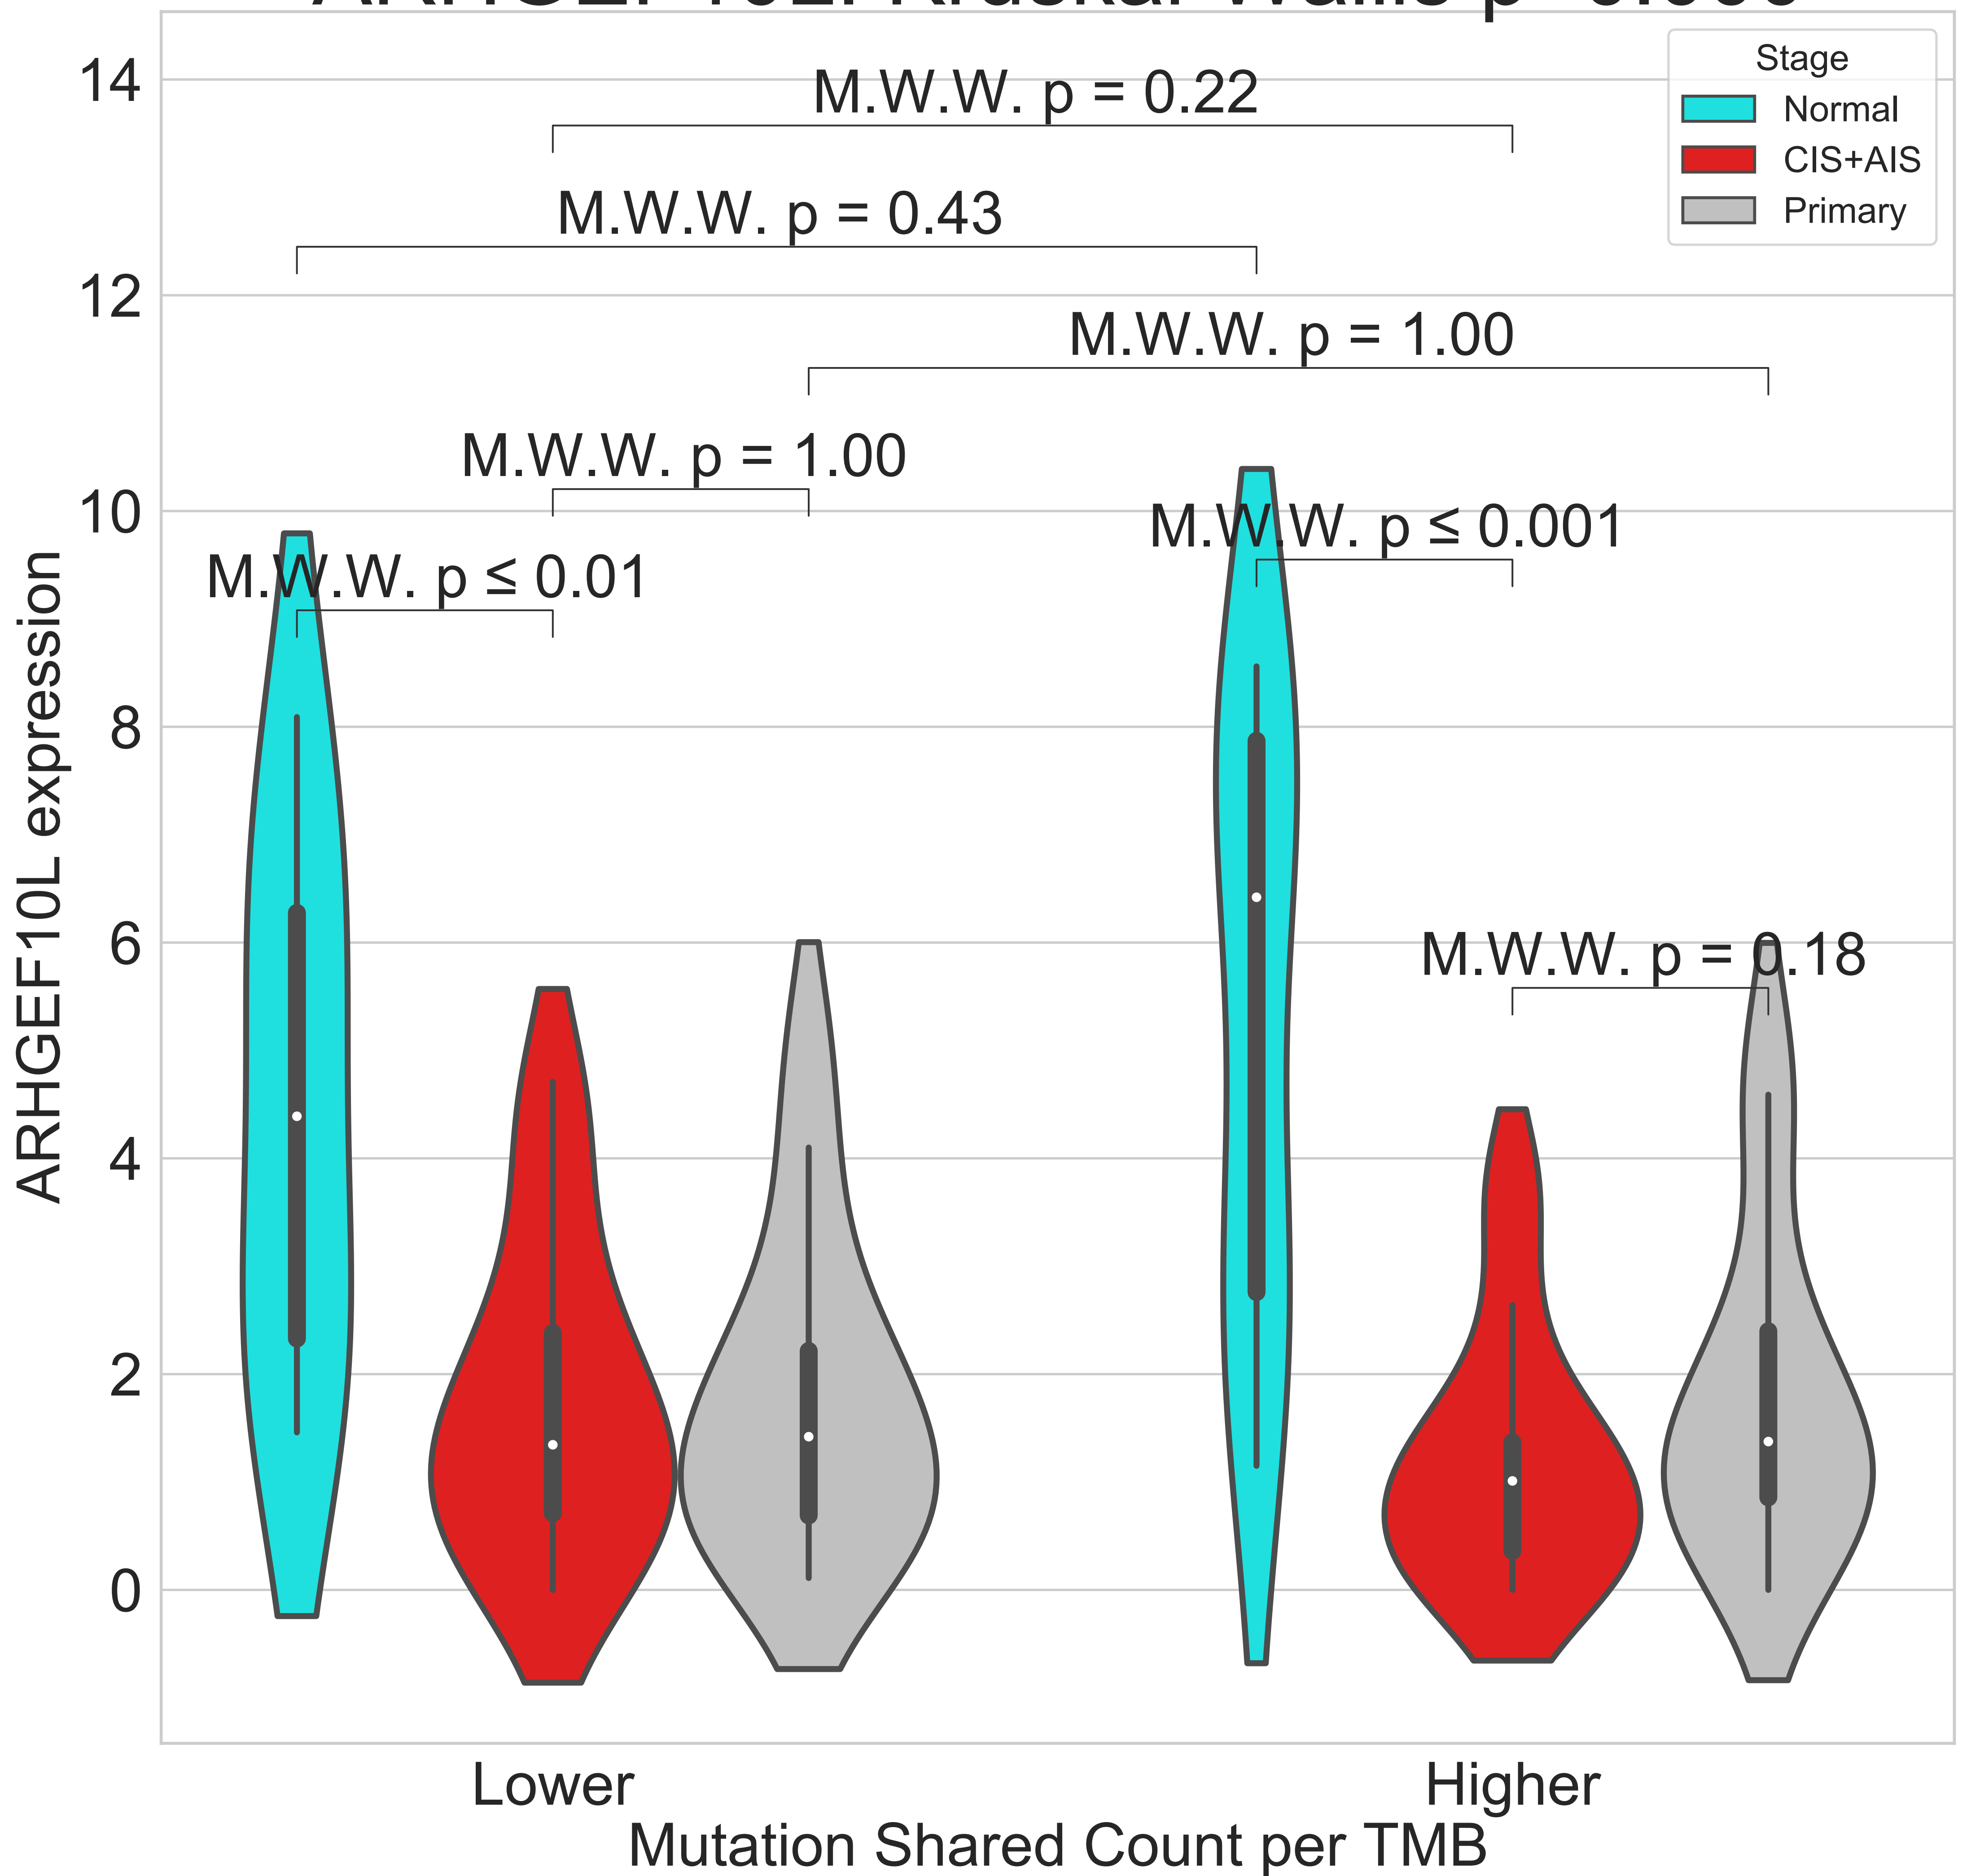 14
M.W.W. p = 0.22
Stage
Normal
CIS+AIS
Primary
M.W.W. p = 0.43
12
M.W.W. p = 1.00
M.W.W. p = 1.00
10
M.W.W. p ≤ 0.001
M.W.W. p ≤ 0.01
8
ARHGEF10L expression
6
M.W.W. p = 0.18
4
2
0
Lower
Higher
Mutation Shared Count per TMB